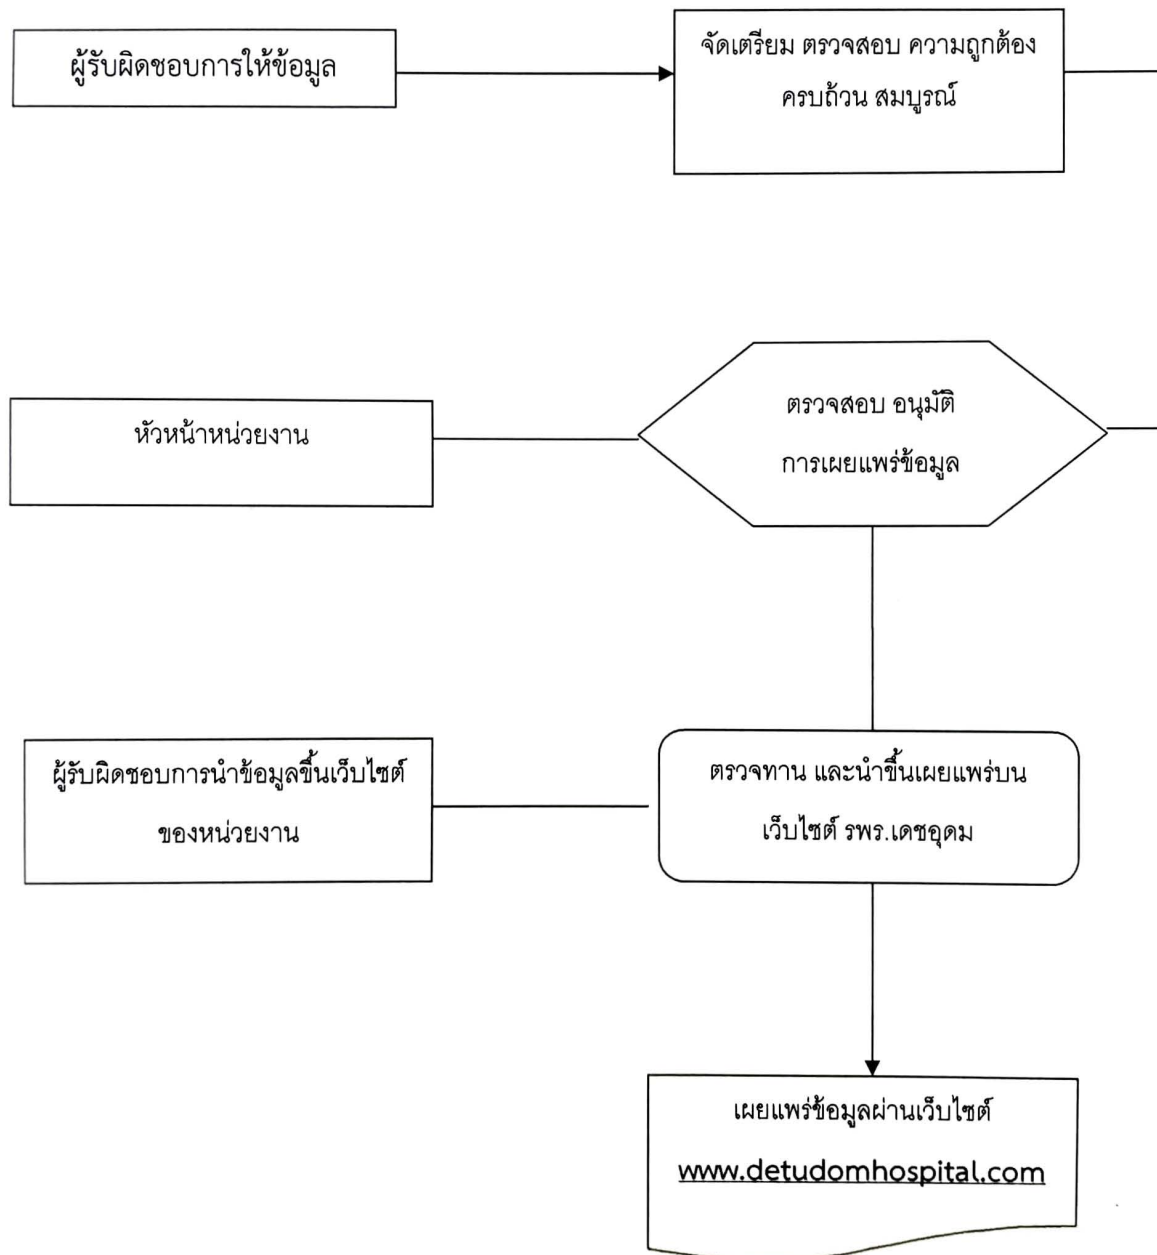 ผู้รับผิดชอบการให้ข้อมูล
จัดเตรียม ตรวจสอบ ความถูกต้อง
ครบถ้วน สมบูรณ์
หัวหน้าหน่วยงาน
ตรวจสอบ อนุมัติ
การเผยแพร่ข้อมูล
ผู้รับผิดชอบการนำข้อมูลขึ้นเว็บไซต์
ของหน่วยงาน
ตรวจทาน และนำขึ้นเผยแพร่บน
เว็บไซต์ รพร.เดชอุดม
เผยแพร่ข้อมูลผ่านเว็บไซต์
www.detudomhospital.com